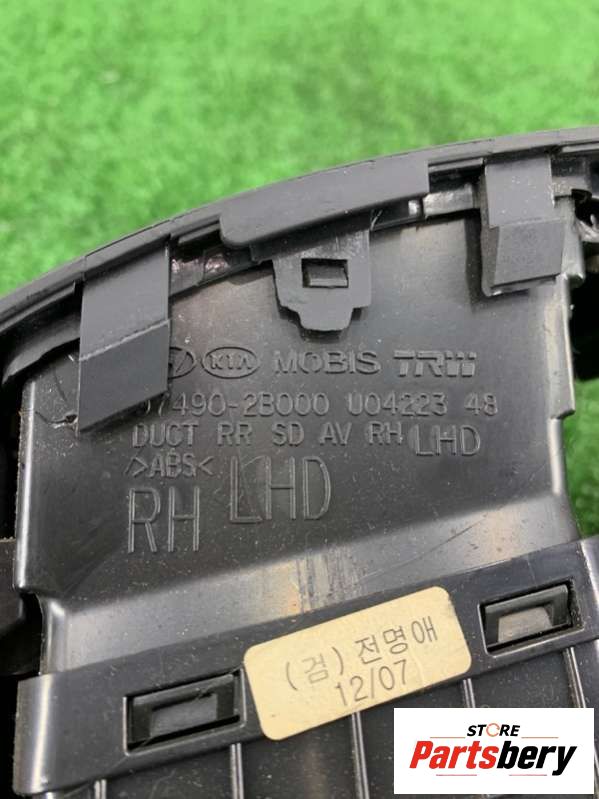 KIA MOBIS TRW
97490-2B000 U04223 48
DUCT RR SD AV RH LHD
>ABS<
RH LHD
(검) 전명애
12/07
STORE
Partsbery